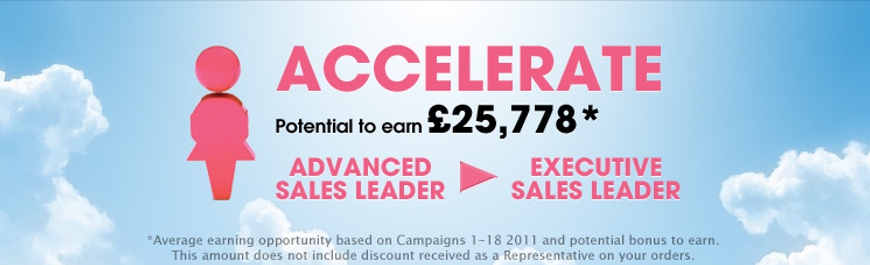 ACCELERATE
Potential to earn £25,778*
ADVANCED SALES LEADER
EXECUTIVE SALES LEADER
*Average earning opportunity based on Campaigns 1-18 2011 and potential bonus to earn.
This amount does not include discount received as a Representative on your orders.